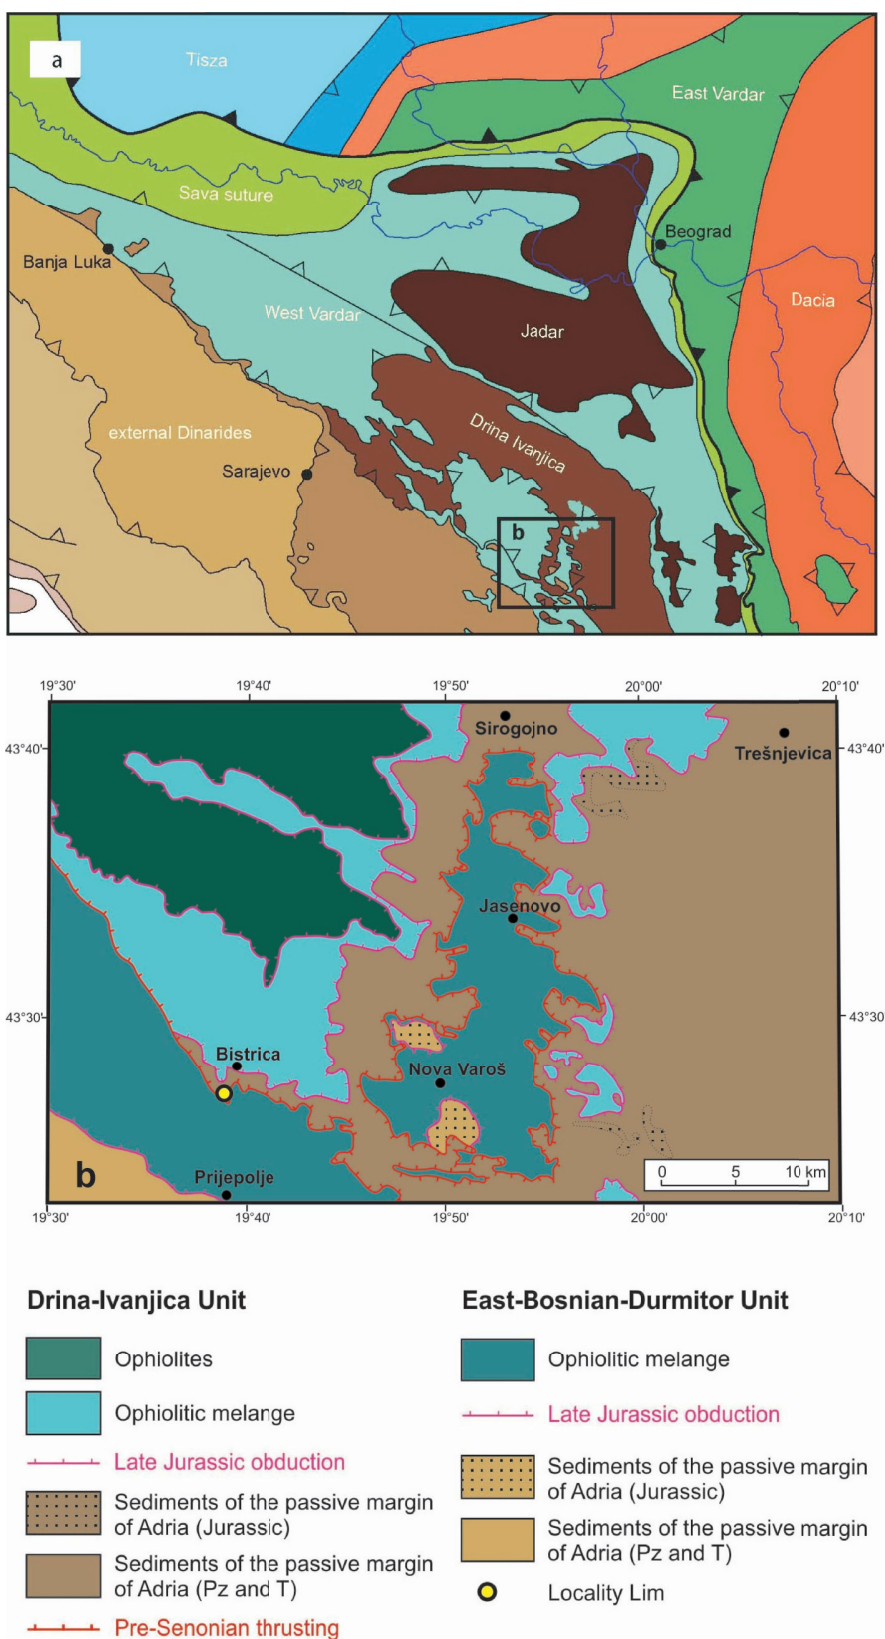 a
Tisza
East Vardar
Sava suture
Beograd
Banja Luka
Dacia
West Vardar
Jadar
external Dinarides
Drina Ivanjica
Sarajevo
b
19°30' 19°40' 19°50' 20°00' 20°10'
Sirogojno
43°40' Trešnjevica 43°40'
Jasenovo
43°30' 43°30'
Bistrica
Nova Varoš
b
Prijepolje
0 5 10 km
19°30' 19°40' 19°50' 20°00' 20°10'
Drina-Ivanjica Unit
Ophiolites
Ophiolitic melange
Late Jurassic obduction
Sediments of the passive margin
of Adria (Jurassic)
Sediments of the passive margin
of Adria (Pz and T)
Pre-Senonian thrusting
East-Bosnian-Durmitor Unit
Ophiolitic melange
Late Jurassic obduction
Sediments of the passive margin
of Adria (Jurassic)
Sediments of the passive margin
of Adria (Pz and T)
Locality Lim